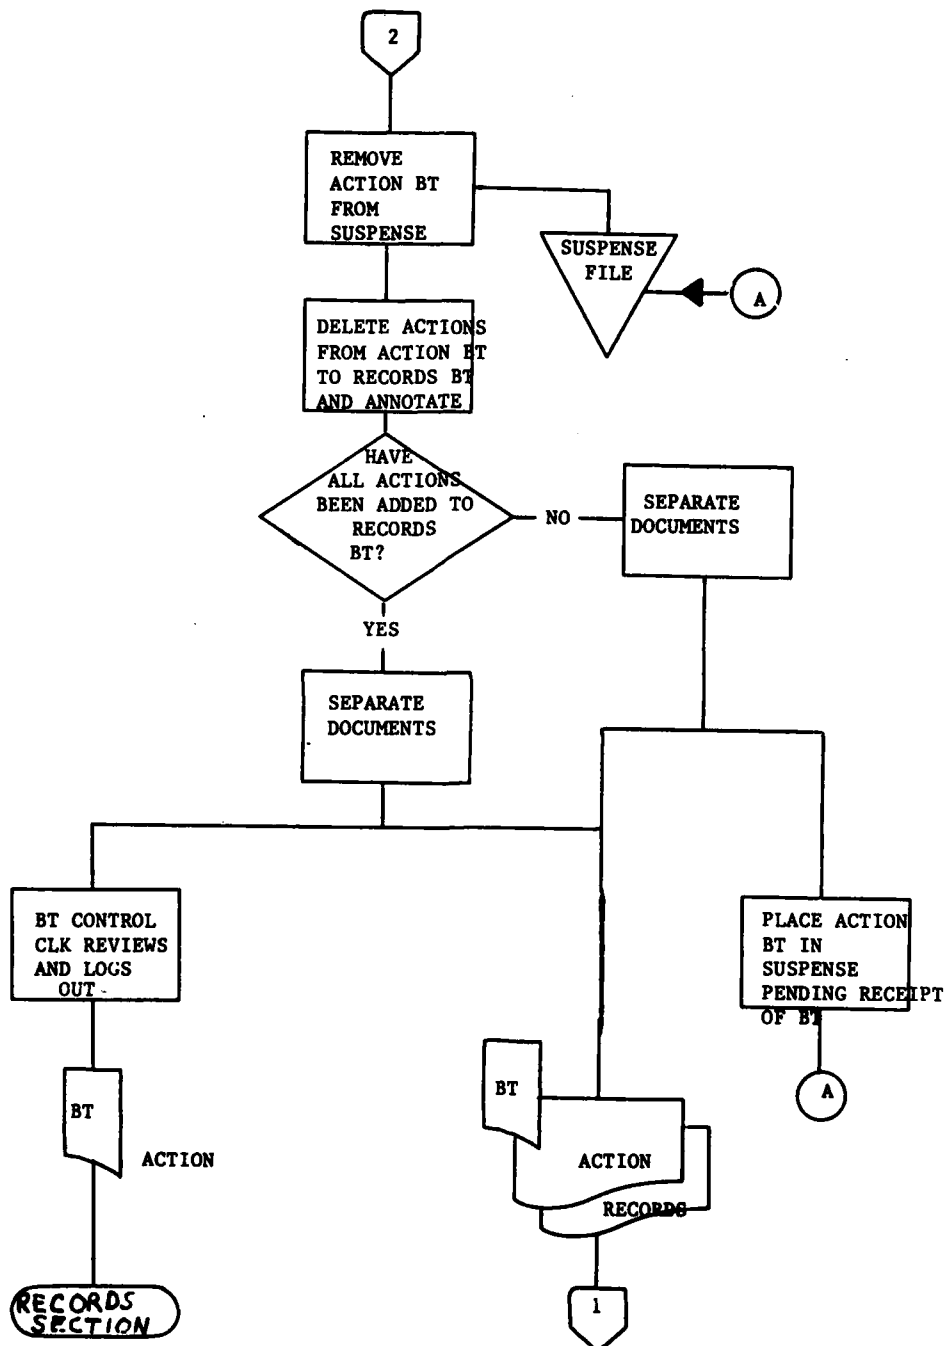 2
REMOVE
ACTION BT
FROM
SUSPENSE
SUSPENSE
FILE
A
DELETE ACTIONS
FROM ACTION BT
TO RECORDS BT
AND ANNOTATE
HAVE
ALL ACTIONS
BEEN ADDED TO
RECORDS
BT?
NO
SEPARATE
DOCUMENTS
YES
SEPARATE
DOCUMENTS
BT CONTROL
CLK REVIEWS
AND LOGS
OUT
PLACE ACTION
BT IN
SUSPENSE
PENDING RECEIPT
OF BT
A
BT
ACTION
BT
ACTION
RECORDS
RECORDS
SECTION
1